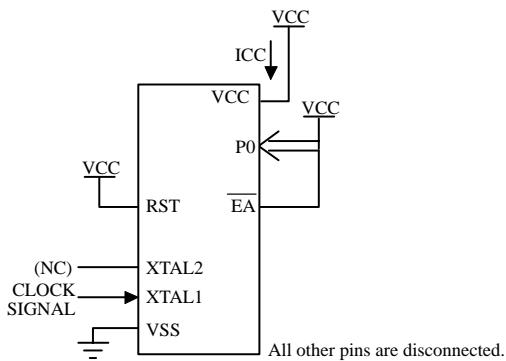 VCC
ICC
VCC
VCC
P0
VCC
RST
EA
(NC)
XTAL2
CLOCK
SIGNAL
XTAL1
VSS
All other pins are disconnected.